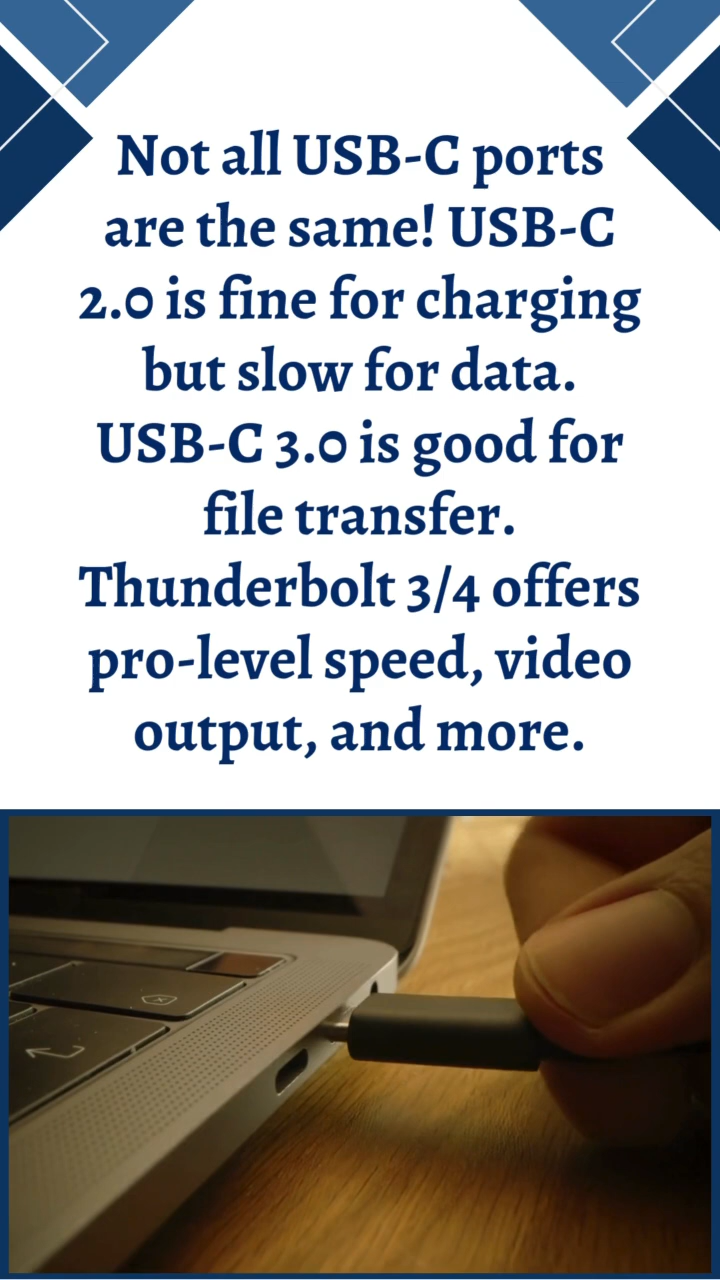 Not all USB-C ports
are the same! USB-C
2.0 is fine for charging
but slow for data.
USB-C 3.0 is good for
file transfer.
Thunderbolt 3/4 offers
pro-level speed, video
output, and more.